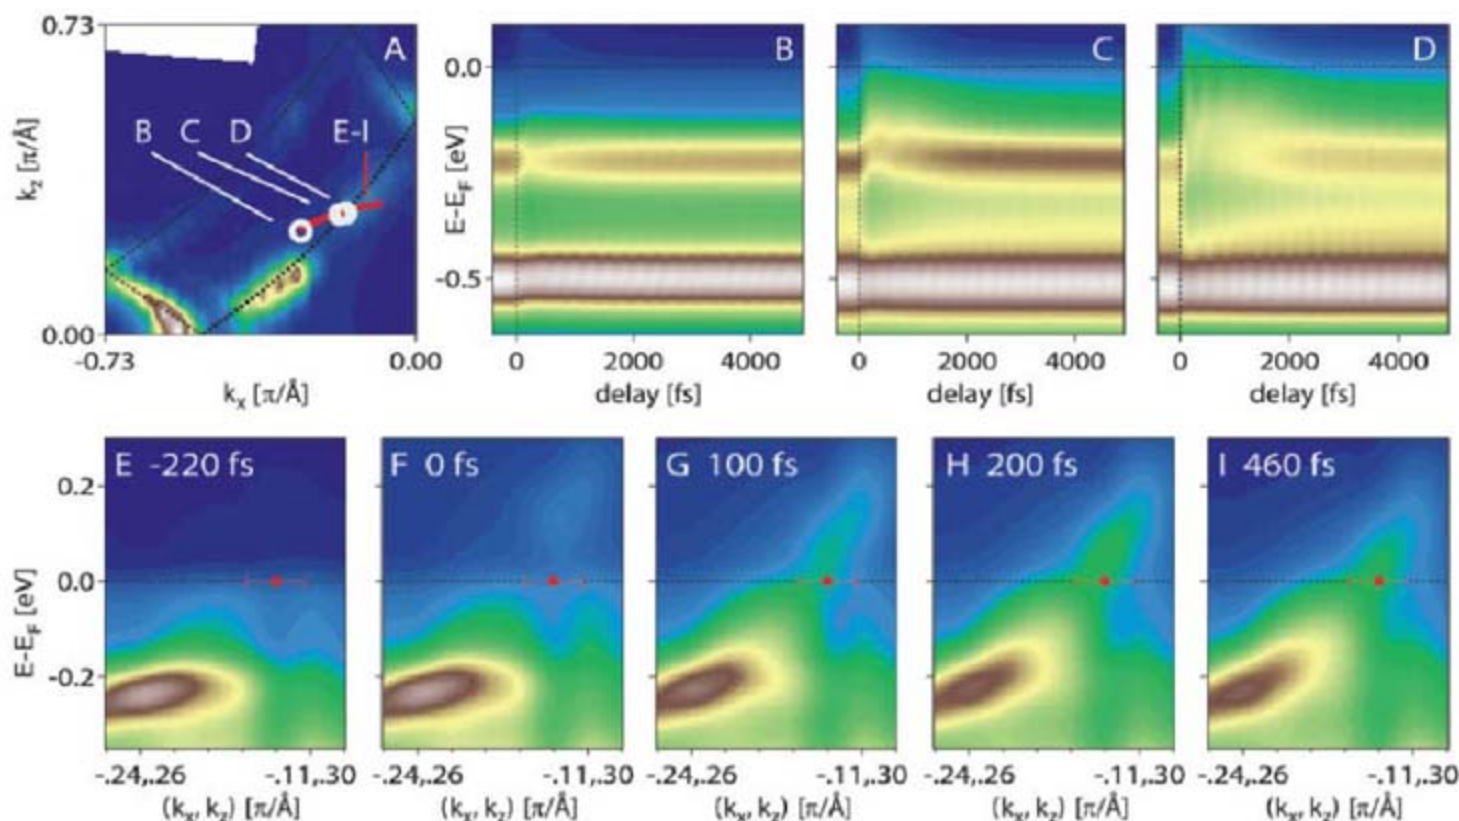 0.73
A
B
C
D
E-I
k_z [π/Å]
0.00
-0.73
0.00
k_x [π/Å]
B
C
D
0.0
-0.5
E-E_F [eV]
0
2000
4000
0
2000
4000
0
2000
4000
delay [fs]
delay [fs]
delay [fs]
E -220 fs
F 0 fs
G 100 fs
H 200 fs
I 460 fs
0.2
0.0
-0.2
E-E_F [eV]
-.24,.26
-.11,.30
-.24,.26
-.11,.30
-.24,.26
-.11,.30
-.24,.26
-.11,.30
-.24,.26
-.11,.30
(k_x, k_z) [π/Å]
(k_x, k_z) [π/Å]
(k_x, k_z) [π/Å]
(k_x, k_z) [π/Å]
(k_x, k_z) [π/Å]